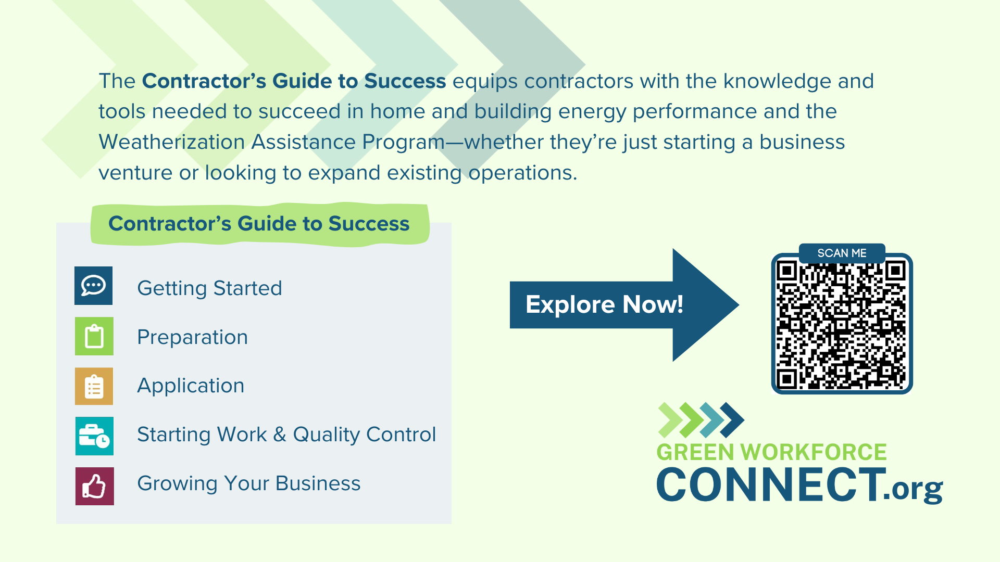 The Contractor’s Guide to Success equips contractors with the knowledge and
tools needed to succeed in home and building energy performance and the
Weatherization Assistance Program—whether they’re just starting a business
venture or looking to expand existing operations.
Contractor’s Guide to Success
Getting Started
Preparation
Application
Starting Work & Quality Control
Growing Your Business
Explore Now!
SCAN ME
GREEN WORKFORCE
CONNECT.org